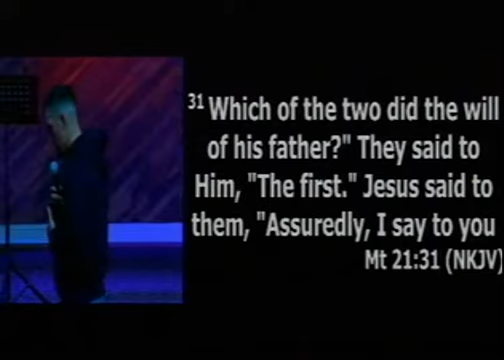 31 Which of the two did the will
of his father?" They said to
Him, "The first." Jesus said to
them, "Assuredly, I say to you
Mt 21:31 (NKJV)